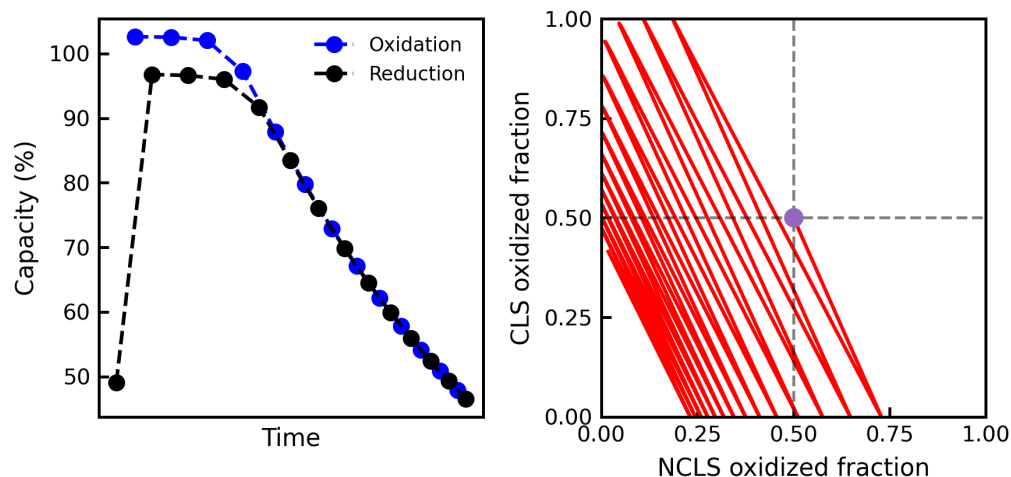 Capacity (%)
100
90
80
70
60
50
Time
Oxidation
Reduction
CLS oxidized fraction
1.00
0.75
0.50
0.25
0.00
0.00 0.25 0.50 0.75 1.00
NCLS oxidized fraction